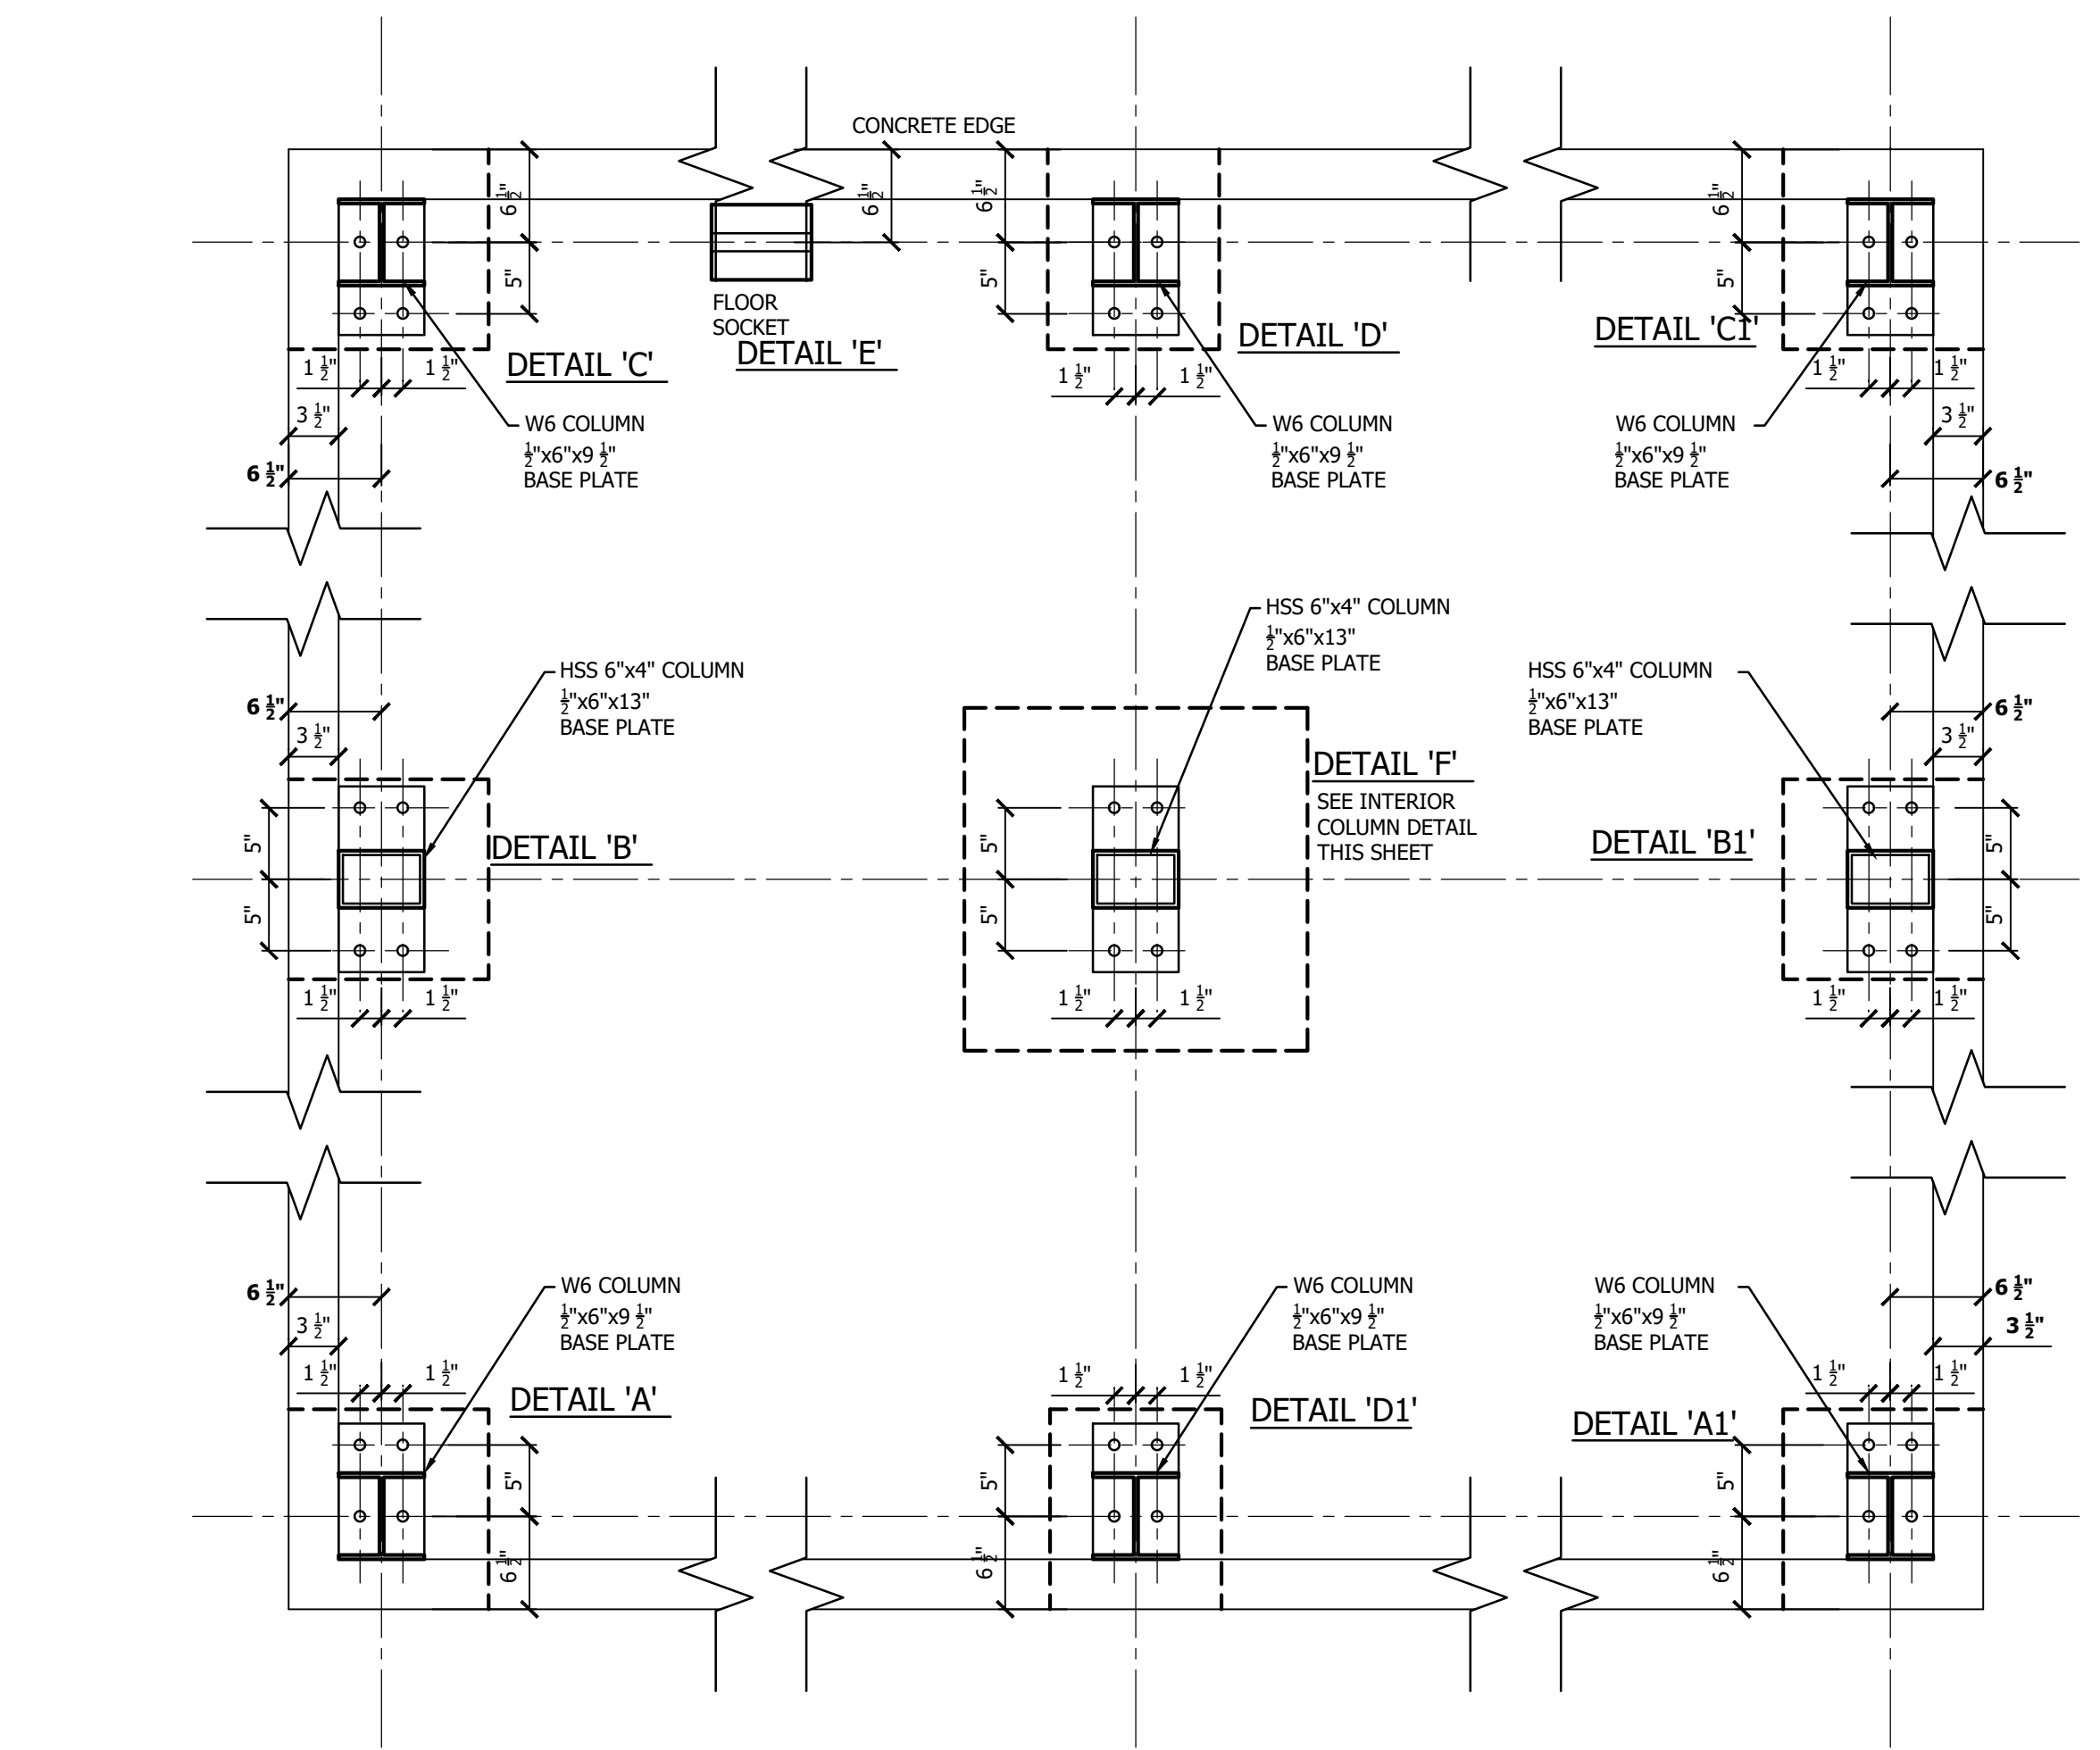 CONCRETE EDGE
6 1/2"
6 1/2"
6 1/2"
6 1/2"
5"
5"
5"
FLOOR
SOCKET
DETAIL 'E'
DETAIL 'C'
DETAIL 'D'
DETAIL 'C1'
1 1/2"
1 1/2"
1 1/2"
1 1/2"
1 1/2"
1 1/2"
3 1/2"
3 1/2"
6 1/2"
6 1/2"
W6 COLUMN
1/2"x6"x9 1/2"
BASE PLATE
W6 COLUMN
1/2"x6"x9 1/2"
BASE PLATE
W6 COLUMN
1/2"x6"x9 1/2"
BASE PLATE
HSS 6"x4" COLUMN
1/2"x6"x13"
BASE PLATE
HSS 6"x4" COLUMN
1/2"x6"x13"
BASE PLATE
HSS 6"x4" COLUMN
1/2"x6"x13"
BASE PLATE
6 1/2"
6 1/2"
3 1/2"
3 1/2"
DETAIL 'F'
SEE INTERIOR
COLUMN DETAIL
THIS SHEET
DETAIL 'B'
DETAIL 'B1'
5"
5"
5"
5"
5"
5"
1 1/2"
1 1/2"
1 1/2"
1 1/2"
1 1/2"
1 1/2"
6 1/2"
6 1/2"
3 1/2"
3 1/2"
W6 COLUMN
1/2"x6"x9 1/2"
BASE PLATE
W6 COLUMN
1/2"x6"x9 1/2"
BASE PLATE
W6 COLUMN
1/2"x6"x9 1/2"
BASE PLATE
1 1/2"
1 1/2"
1 1/2"
1 1/2"
1 1/2"
1 1/2"
DETAIL 'A'
DETAIL 'D1'
DETAIL 'A1'
5"
5"
5"
6 1/2"
6 1/2"
6 1/2"